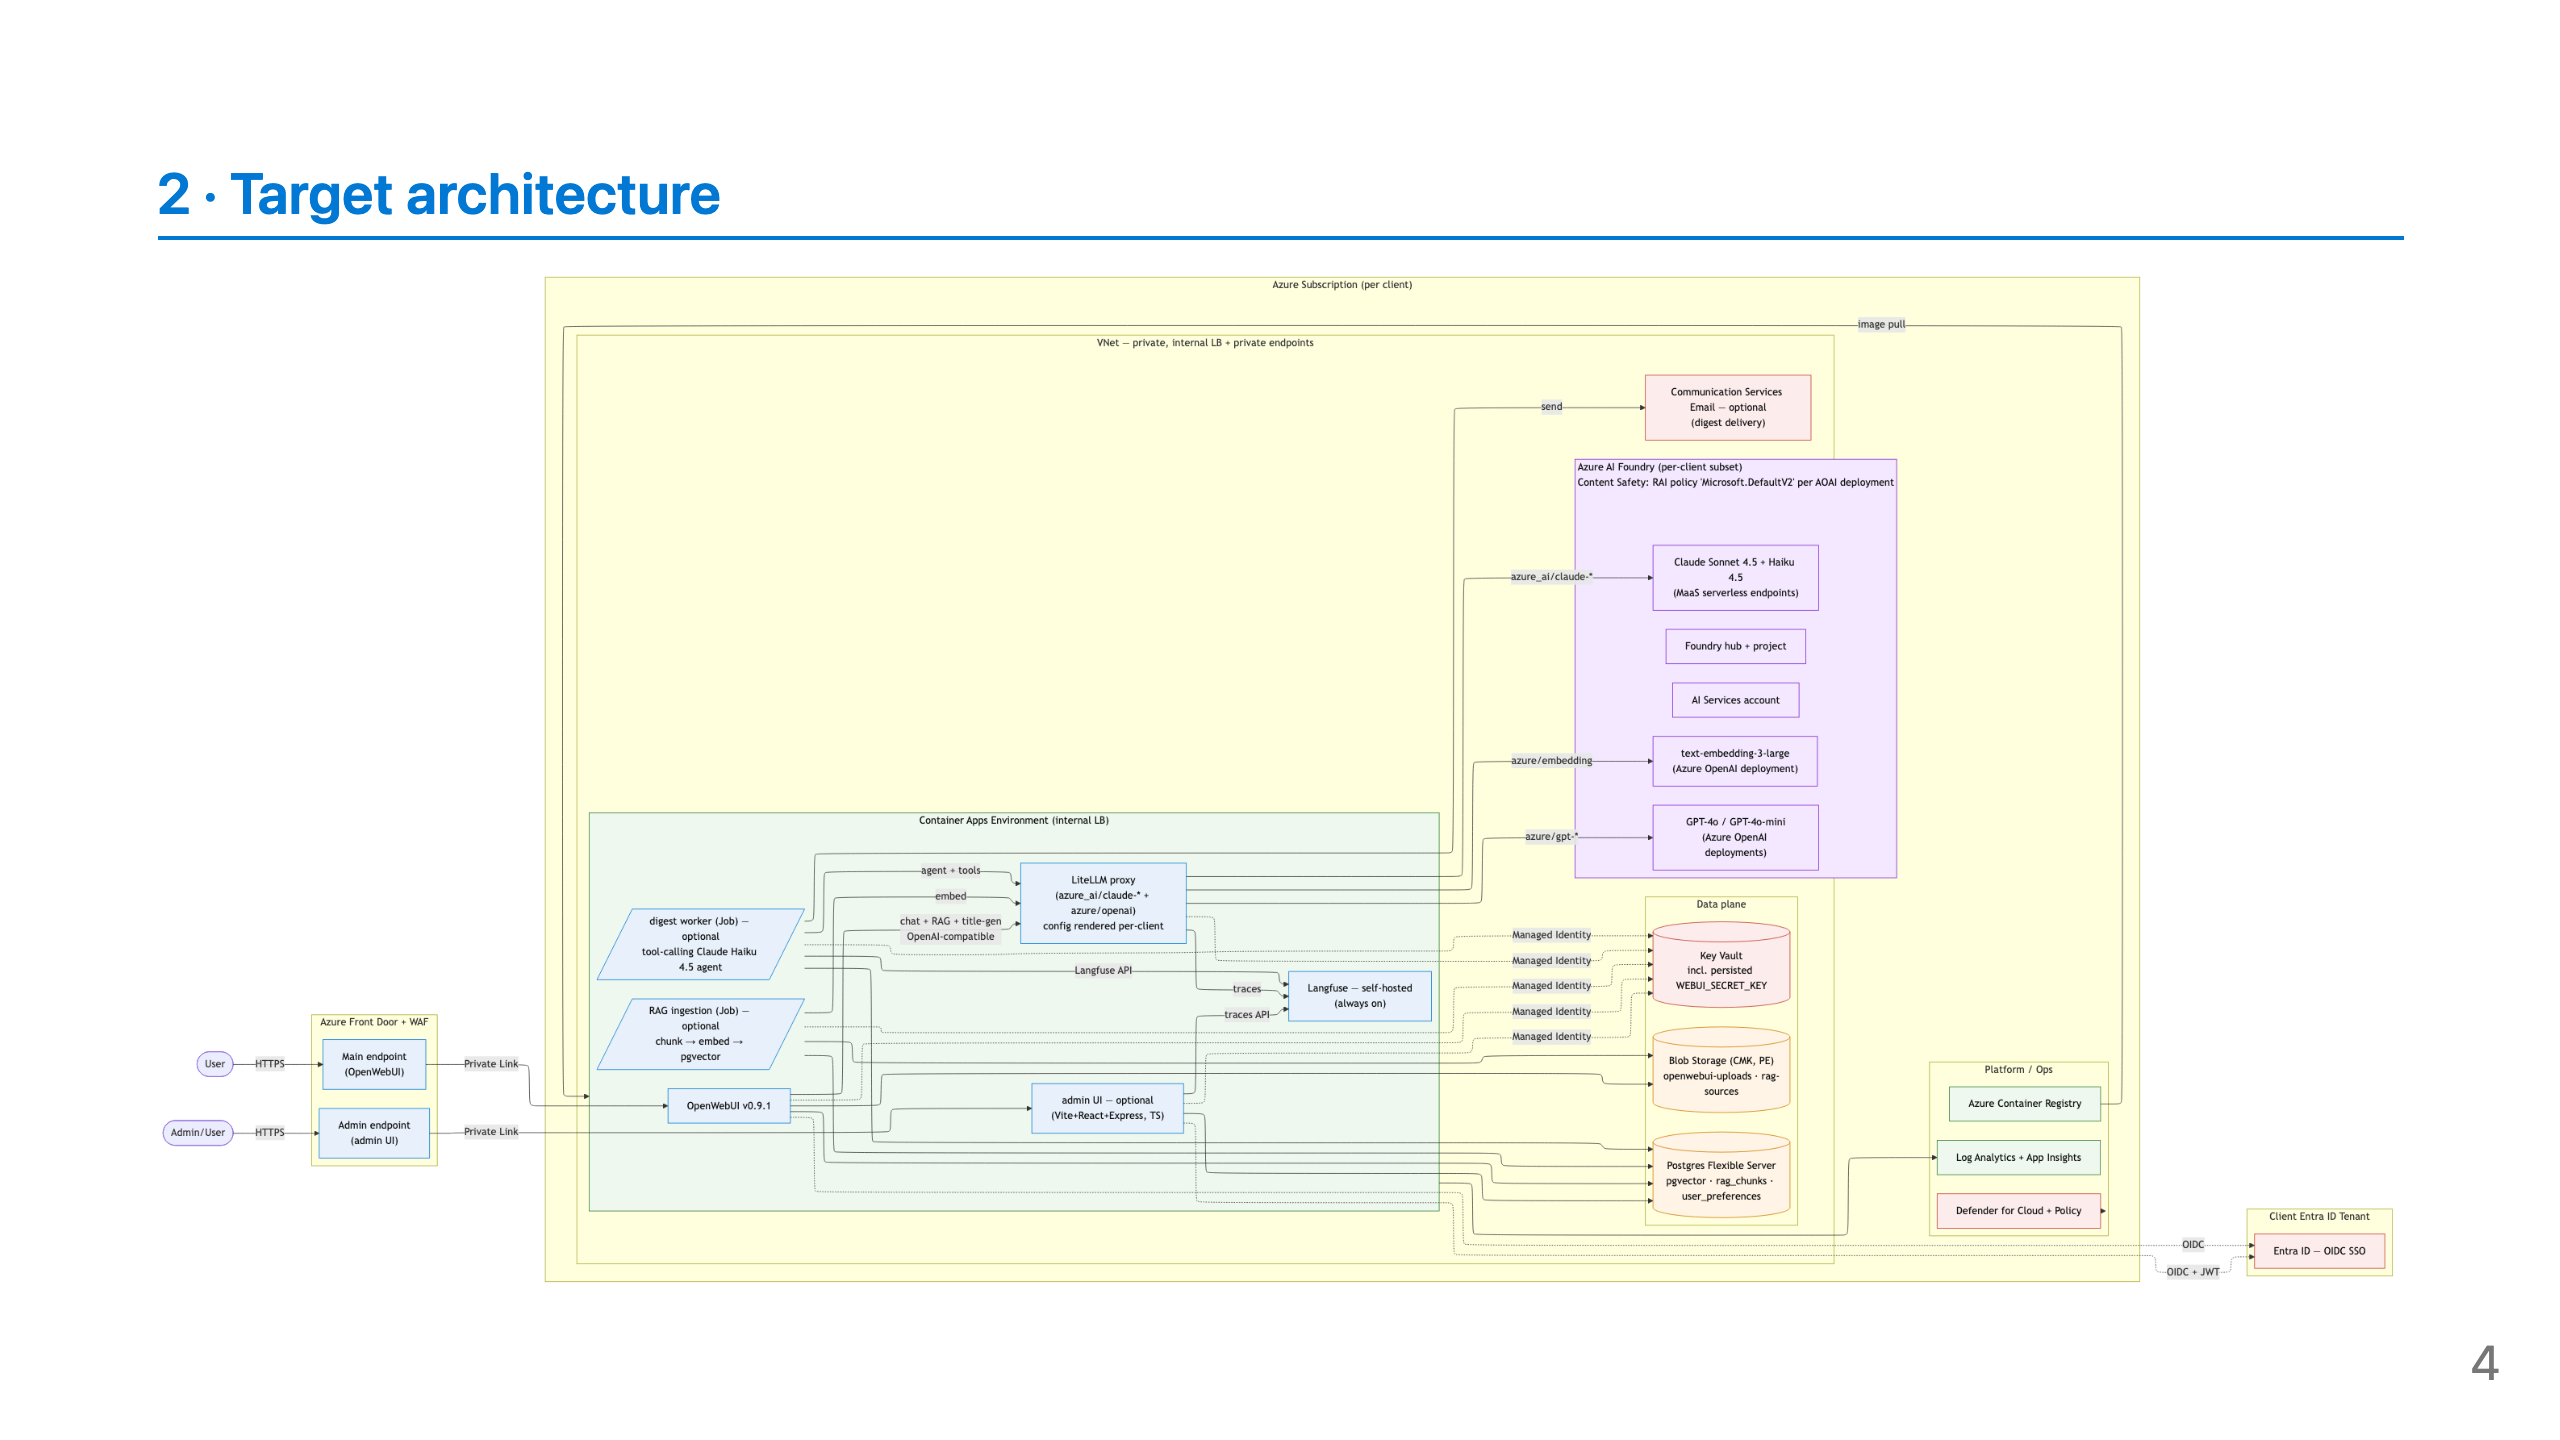 2 · Target architecture
Azure Subscription (per client)
image pull
VNet — private, internal LB + private endpoints
Communication Services
Email — optional
(digest delivery)
send
Azure AI Foundry (per-client subset)
Content Safety: RAI policy 'Microsoft.DefaultV2' per AOAI deployment
Claude Sonnet 4.5 + Haiku
4.5
(MaaS serverless endpoints)
azure_ai/claude-*
Foundry hub + project
AI Services account
text-embedding-3-large
(Azure OpenAI deployment)
azure/embedding
GPT-4o / GPT-4o-mini
(Azure OpenAI
deployments)
azure/gpt-*
Container Apps Environment (internal LB)
agent + tools
embed
chat + RAG + title-gen
OpenAI-compatible
LiteLLM proxy
(azure_ai/claude-* +
azure/openai)
config rendered per-client
digest worker (Job) —
optional
tool-calling Claude Haiku
4.5 agent
Langfuse API
traces
traces API
Langfuse — self-hosted
(always on)
RAG ingestion (Job) —
optional
chunk → embed →
pgvector
OpenWebUI v0.9.1
admin UI — optional
(Vite+React+Express, TS)
Managed Identity
Managed Identity
Managed Identity
Managed Identity
Managed Identity
Data plane
Key Vault
incl. persisted
WEBUI_SECRET_KEY
Blob Storage (CMK, PE)
openwebui-uploads · rag-
sources
Postgres Flexible Server
pgvector · rag_chunks ·
user_preferences
Azure Front Door + WAF
User
HTTPS
Main endpoint
(OpenWebUI)
Private Link
Admin/User
HTTPS
Admin endpoint
(admin UI)
Private Link
Platform / Ops
Azure Container Registry
Log Analytics + App Insights
Defender for Cloud + Policy
Client Entra ID Tenant
Entra ID — OIDC SSO
OIDC
OIDC + JWT
4